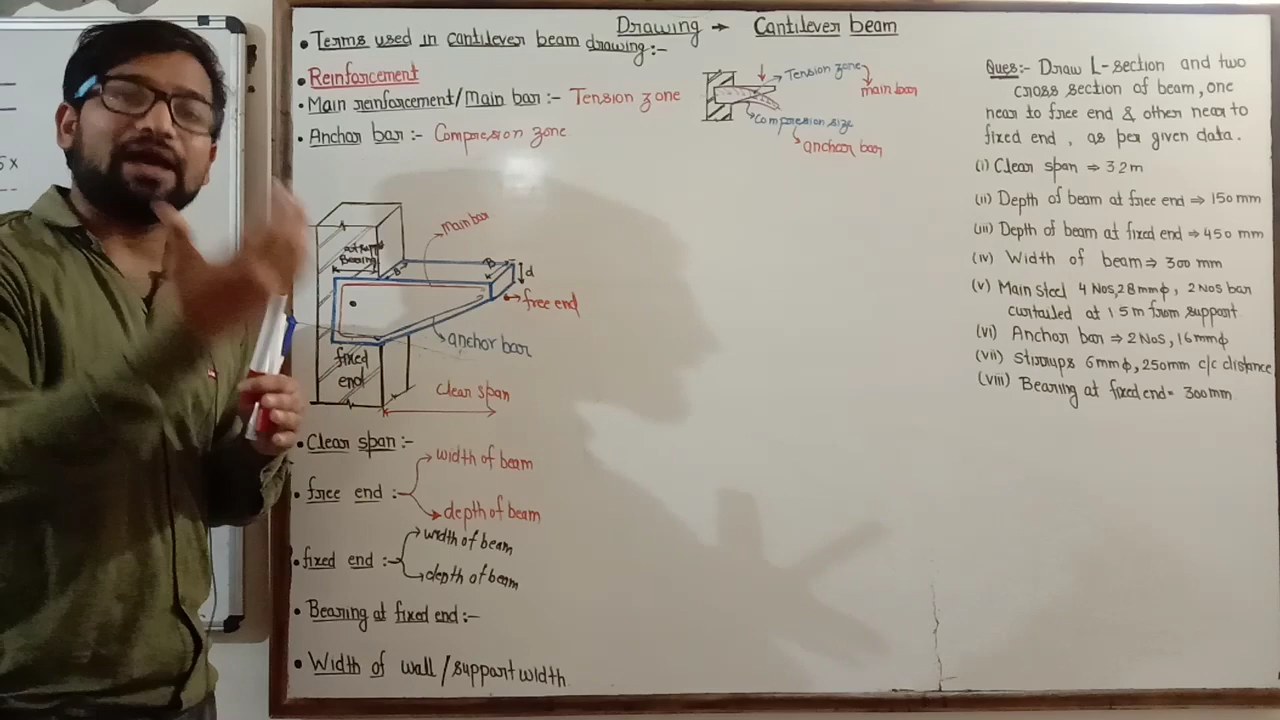 Drawing → Cantilever beam
• Terms used in cantilever beam drawing:-
• Reinforcement
• Main reinforcement/Main bar :- Tension zone
• Anchor bar :- Compression zone
Tension zone
main bar
Compression size
anchor bar
main bar
Bearing
B
B
d
free end
anchor bar
fixed
end
Clear span
• Clear span :-
• free end :-
width of beam
depth of beam
• fixed end :-
width of beam
depth of beam
• Bearing at fixed end :-
• Width of wall / support width
Ques:- Draw L-section and two
cross section of beam, one
near to free end & other near to
fixed end, as per given data.
(i) Clear span ⇒ 3.2m
(ii) Depth of beam at free end ⇒ 150 mm
(iii) Depth of beam at fixed end ⇒ 450 mm
(iv) Width of beam ⇒ 300 mm
(v) Main steel 4 Nos, 28mmϕ, 2 Nos bar
curtailed at 1.5m from support
(vi) Anchor bar ⇒ 2 Nos, 16mmϕ
(vii) Stirrups 6mmϕ, 250mm c/c distance
(viii) Bearing at fixed end = 300mm
5 x